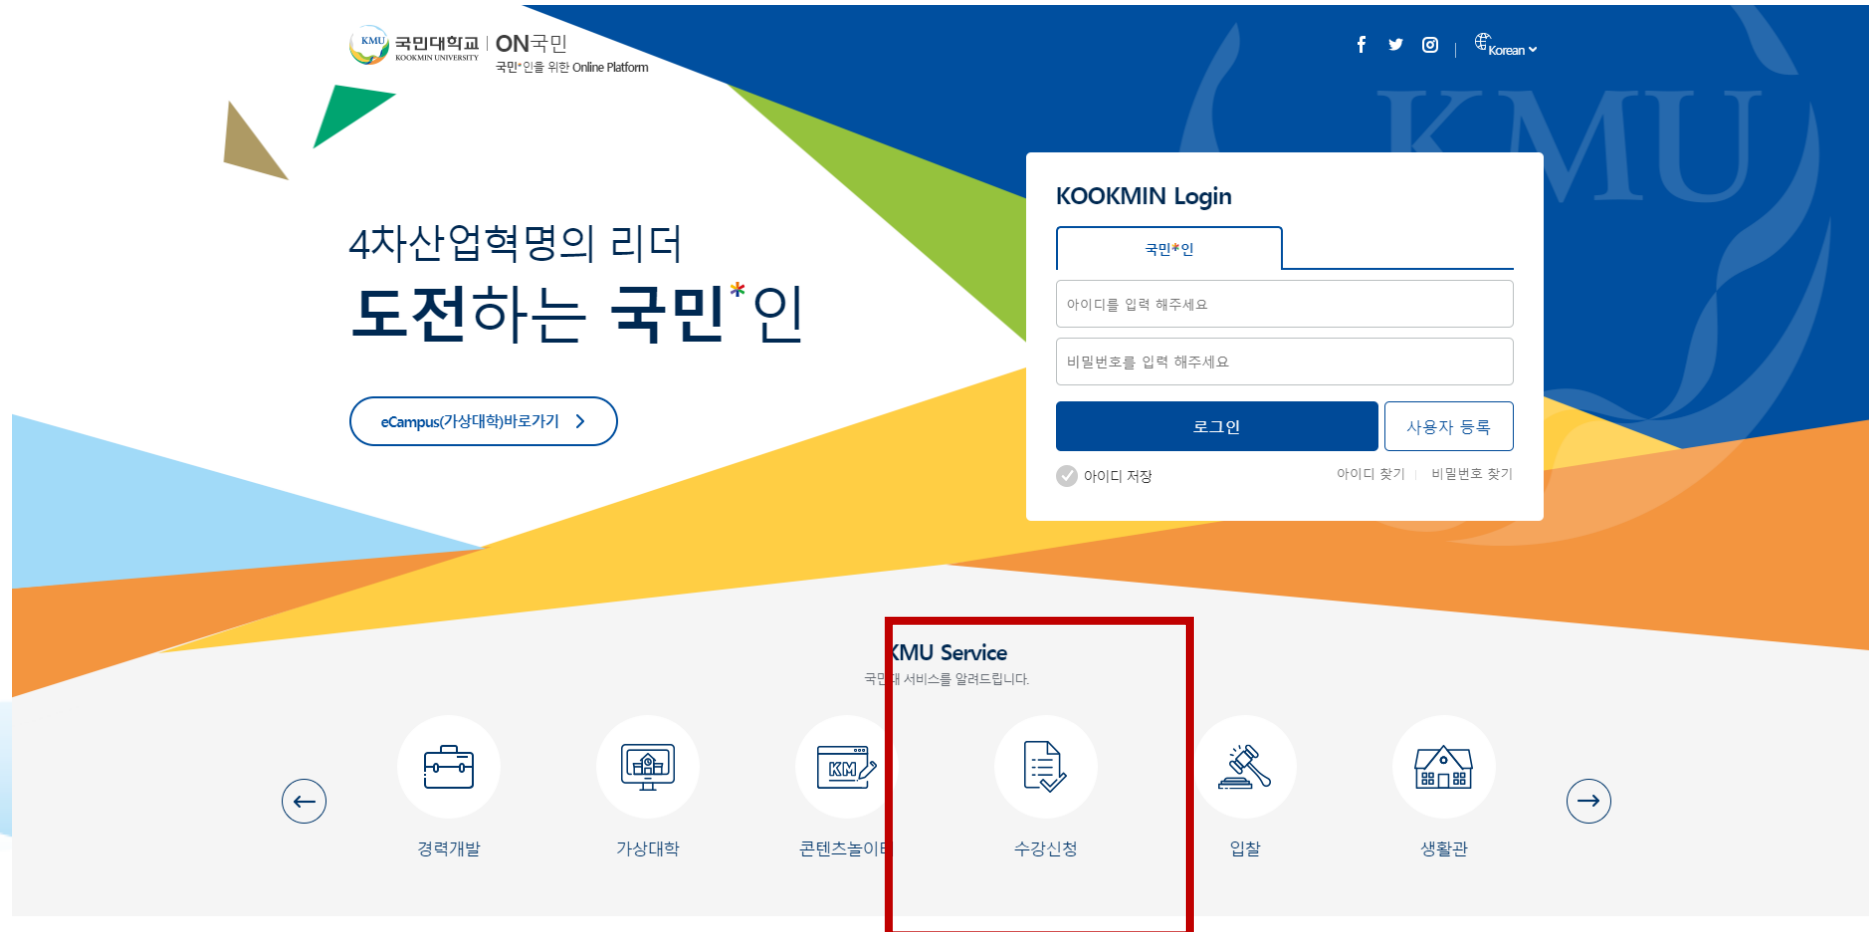 KMU 국민대학교 ON국민
KOOKMIN UNIVERSITY
국민*인을 위한 Online Platform
Korean
KMU
4차산업혁명의 리더
도전하는 국민*인
eCampus(가상대학)바로가기
KOOKMIN Login
국민*인
아이디를 입력 해주세요
비밀번호를 입력 해주세요
로그인
사용자 등록
아이디 저장
아이디 찾기
비밀번호 찾기
KMU Service
국민대 서비스를 알려드립니다.
KM
경력개발
가상대학
콘텐츠놀이터
수강신청
입찰
생활관